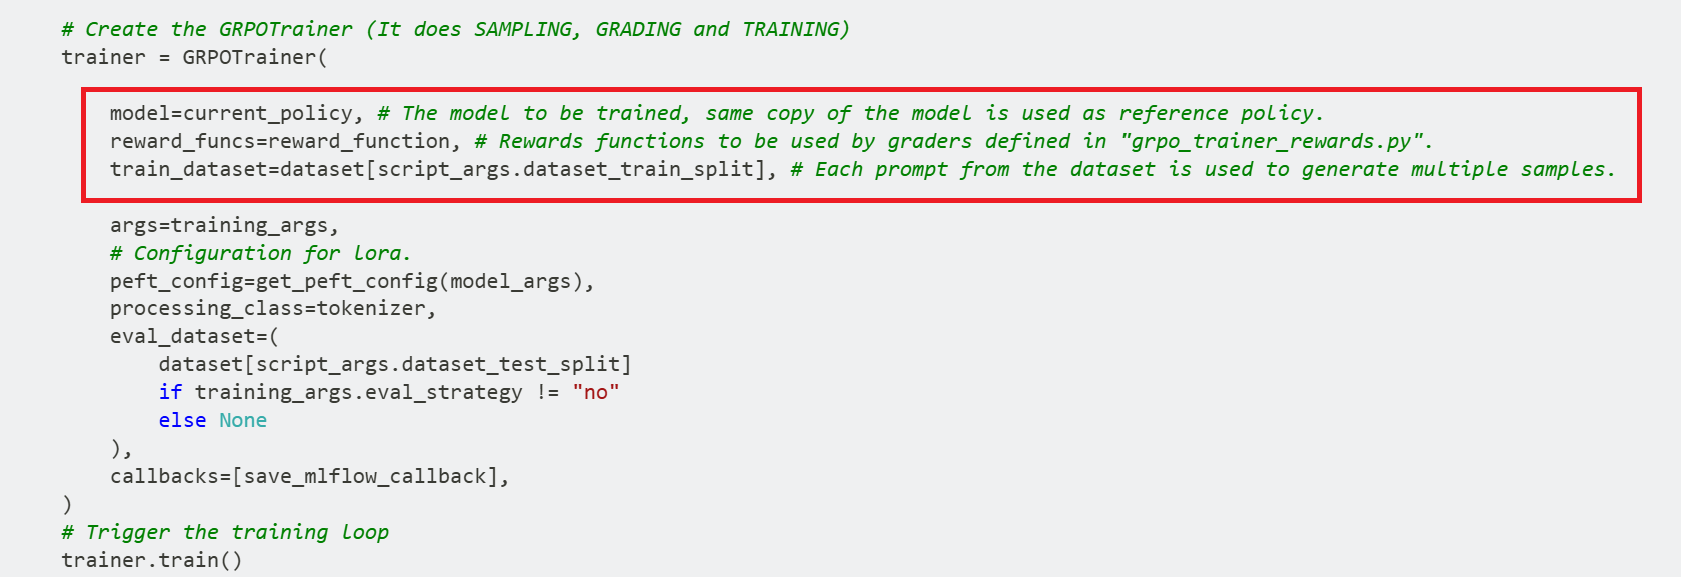 # Create the GRPOTrainer (It does SAMPLING, GRADING and TRAINING)
trainer = GRPOTrainer(
model=current_policy, # The model to be trained, same copy of the model is used as reference policy.
reward_funcs=reward_function, # Rewards functions to be used by graders defined in "grpo_trainer_rewards.py".
train_dataset=dataset[script_args.dataset_train_split], # Each prompt from the dataset is used to generate multiple samples.
args=training_args,
# Configuration for lora.
peft_config=get_peft_config(model_args),
processing_class=tokenizer,
eval_dataset=(
dataset[script_args.dataset_test_split]
if training_args.eval_strategy != "no"
else None
),
callbacks=[save_mlflow_callback],
)
# Trigger the training loop
trainer.train()